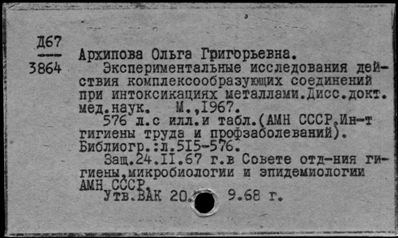 Д67
3864
Архипова Ольга Григорьевна.
Экспериментальные исследования дей-
ствия комплексообразующих соединений
при интоксикациях металлами.Дисс.докт.
мед.наук. М.,1967.
576 л.с илл.и табл.(АМН СССР.Ин-т
гигиены труда и профзаболеваний).
Библиогр.:л.515-576.
Защ.24.II.67 г.в Совете отд-ния ги-
гиены,микробиологии и эпидемиологии
АМН СССР.
Утв.ВАК 20. 9.68 г.